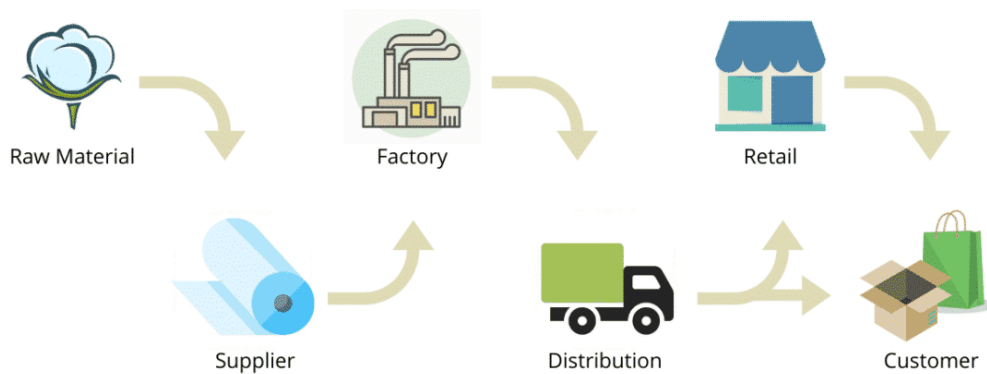 Raw Material
Factory
Retail
Supplier
Distribution
Customer